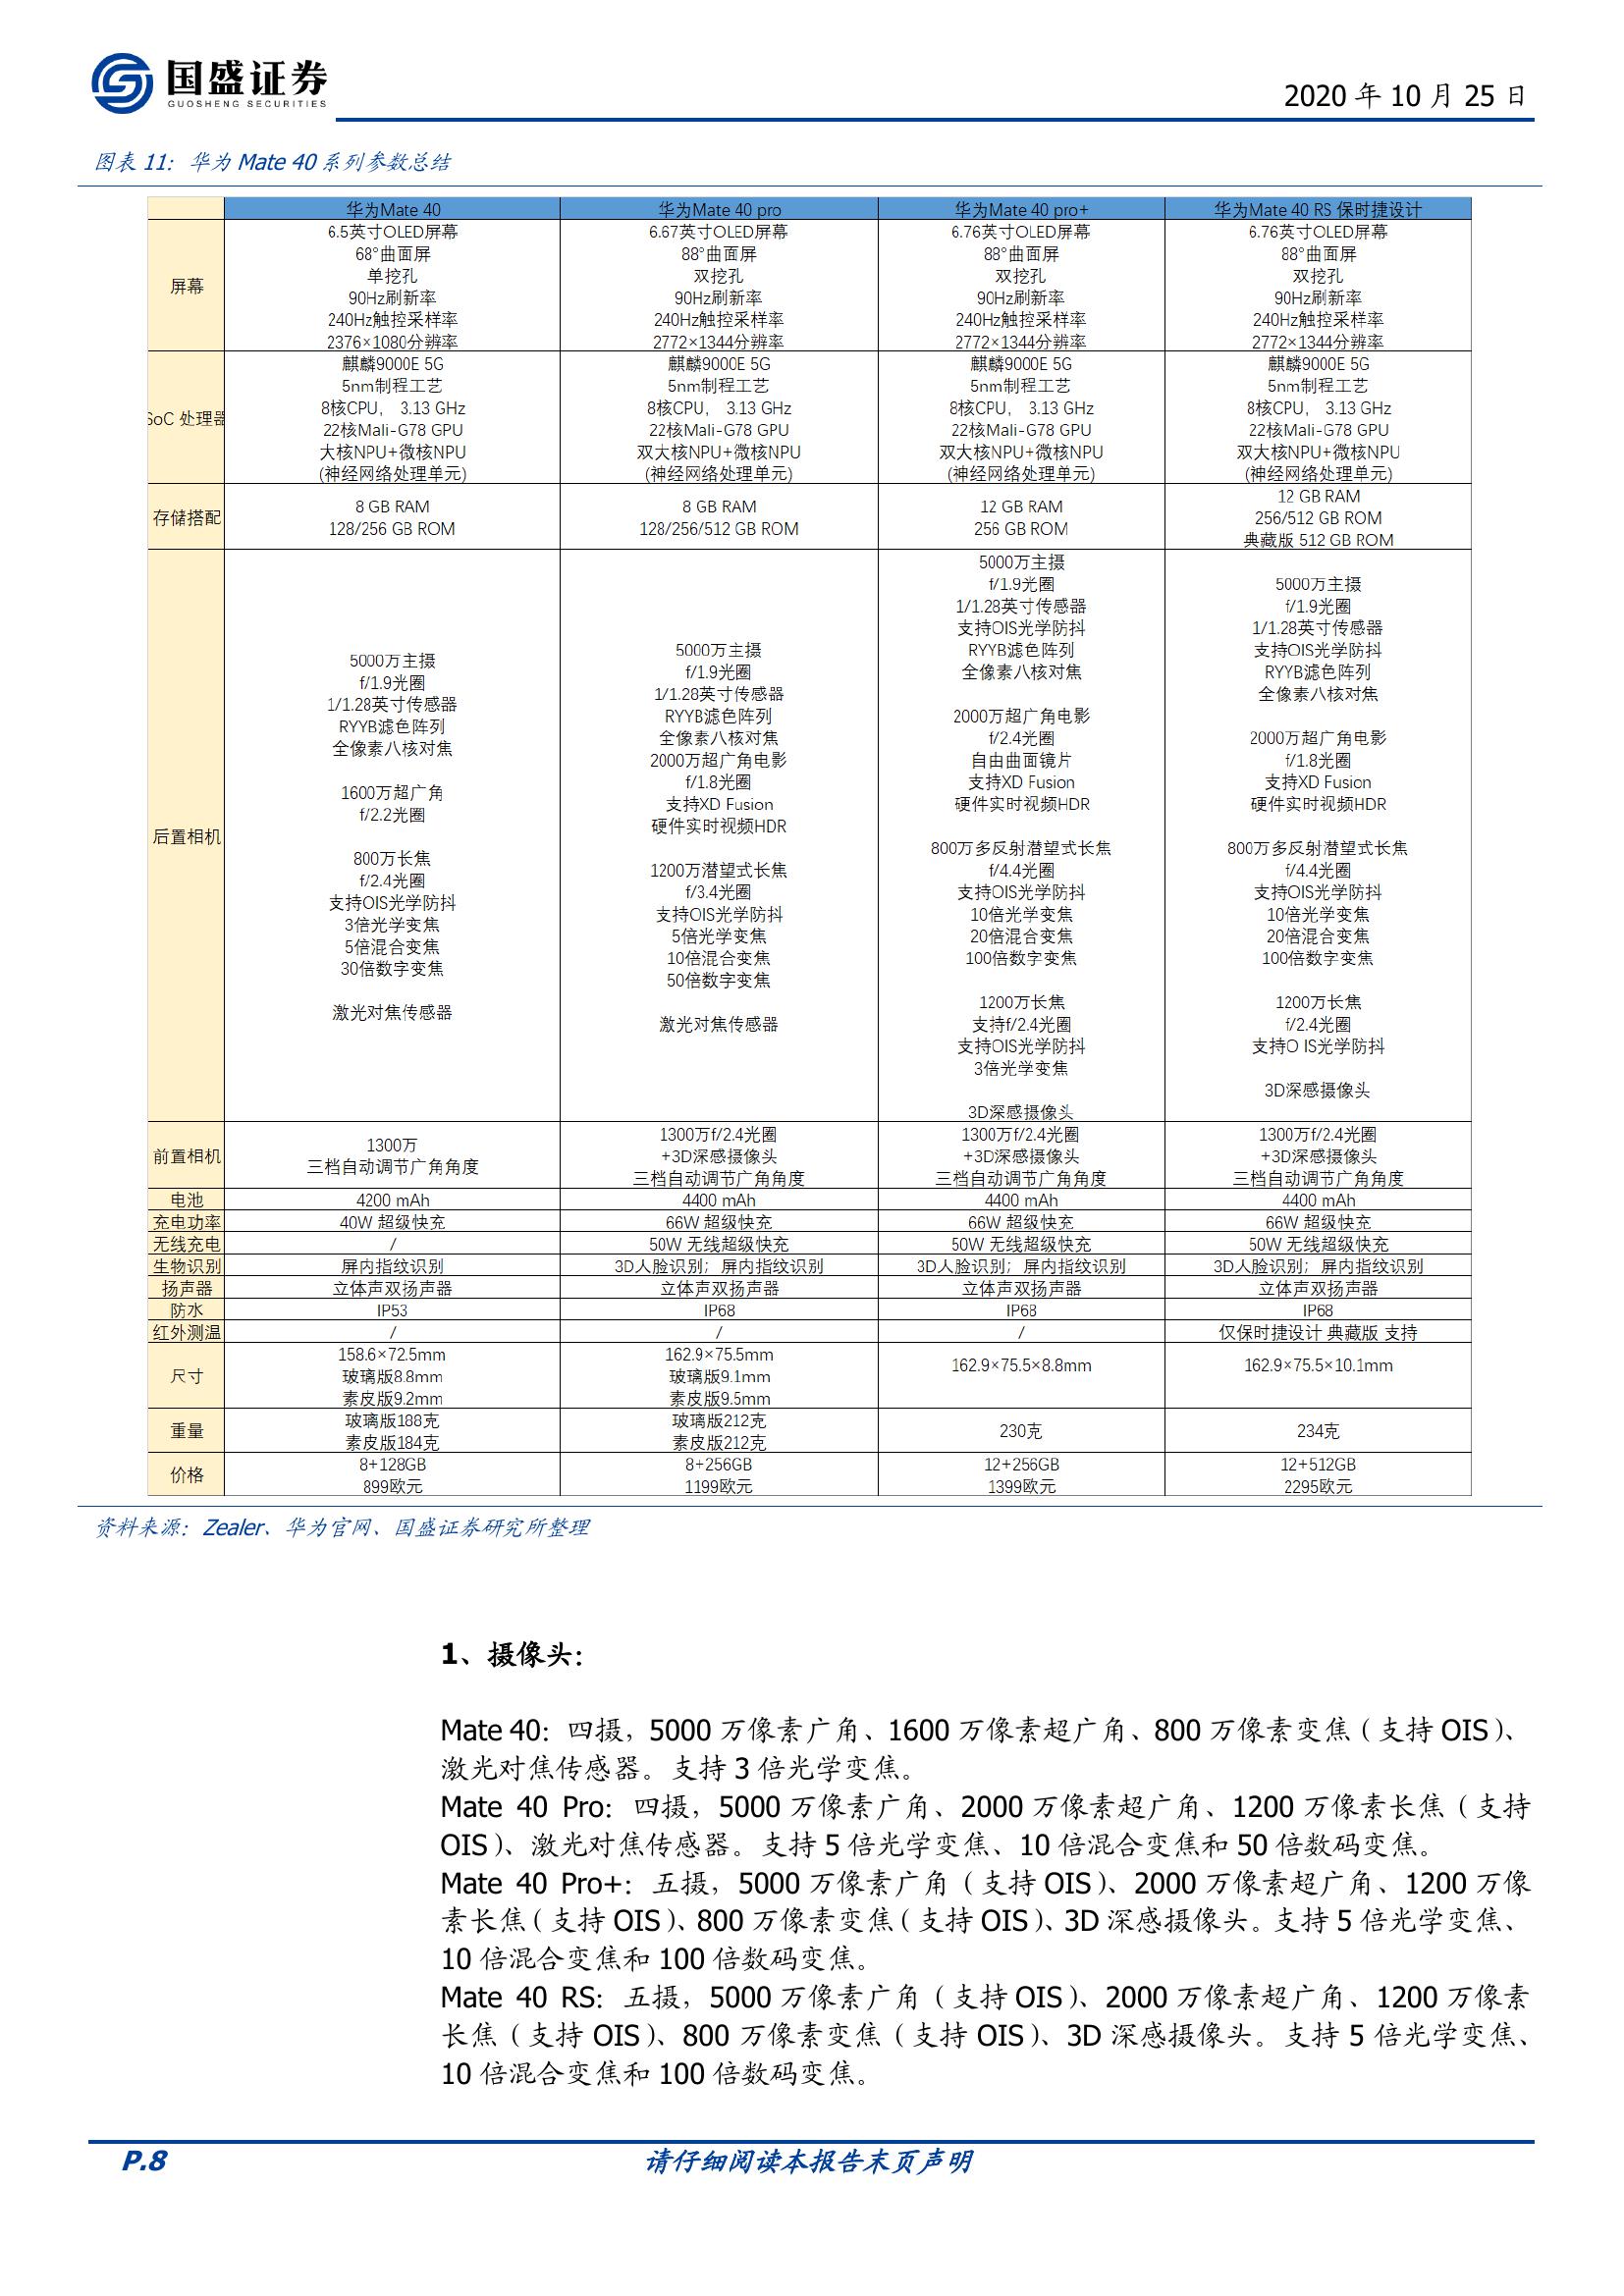 国盛证券
GUOSHENG SECURITIES
2020 年 10 月 25 日
图表 11：华为 Mate 40 系列参数总结
华为Mate 40 华为Mate 40 pro 华为Mate 40 pro+ 华为Mate 40 RS 保时捷设计
屏幕
6.5英寸OLED屏幕 6.67英寸OLED屏幕 6.76英寸OLED屏幕 6.76英寸OLED屏幕
68°曲面屏 88°曲面屏 88°曲面屏 88°曲面屏
单挖孔 双挖孔 双挖孔 双挖孔
90Hz刷新率 90Hz刷新率 90Hz刷新率 90Hz刷新率
240Hz触控采样率 240Hz触控采样率 240Hz触控采样率 240Hz触控采样率
2376×1080分辨率 2772×1344分辨率 2772×1344分辨率 2772×1344分辨率
SoC 处理器
麒麟9000E 5G 麒麟9000E 5G 麒麟9000E 5G 麒麟9000E 5G
5nm制程工艺 5nm制程工艺 5nm制程工艺 5nm制程工艺
8核CPU， 3.13 GHz 8核CPU， 3.13 GHz 8核CPU， 3.13 GHz 8核CPU， 3.13 GHz
22核Mali-G78 GPU 22核Mali-G78 GPU 22核Mali-G78 GPU 22核Mali-G78 GPU
大核NPU+微核NPU 双大核NPU+微核NPU 双大核NPU+微核NPU 双大核NPU+微核NPU
(神经网络处理单元) (神经网络处理单元) (神经网络处理单元) (神经网络处理单元)
存储搭配
8 GB RAM
128/256 GB ROM
8 GB RAM
128/256/512 GB ROM
12 GB RAM
256 GB ROM
12 GB RAM
256/512 GB ROM
典藏版 512 GB ROM
后置相机
5000万主摄
f/1.9光圈
1/1.28英寸传感器
RYYB滤色阵列
全像素八核对焦
1600万超广角
f/2.2光圈
800万长焦
f/2.4光圈
支持OIS光学防抖
3倍光学变焦
5倍混合变焦
30倍数字变焦
激光对焦传感器
5000万主摄
f/1.9光圈
1/1.28英寸传感器
RYYB滤色阵列
全像素八核对焦
2000万超广角电影
f/1.8光圈
支持XD Fusion
硬件实时视频HDR
1200万潜望式长焦
f/3.4光圈
支持OIS光学防抖
5倍光学变焦
10倍混合变焦
50倍数字变焦
激光对焦传感器
5000万主摄
f/1.9光圈
1/1.28英寸传感器
支持OIS光学防抖
RYYB滤色阵列
全像素八核对焦
2000万超广角电影
f/2.4光圈
自由曲面镜片
支持XD Fusion
硬件实时视频HDR
800万多反射潜望式长焦
f/4.4光圈
支持OIS光学防抖
10倍光学变焦
20倍混合变焦
100倍数字变焦
1200万长焦
支持f/2.4光圈
支持OIS光学防抖
3倍光学变焦
3D深感摄像头
5000万主摄
f/1.9光圈
1/1.28英寸传感器
支持OIS光学防抖
RYYB滤色阵列
全像素八核对焦
2000万超广角电影
f/1.8光圈
支持XD Fusion
硬件实时视频HDR
800万多反射潜望式长焦
f/4.4光圈
支持OIS光学防抖
10倍光学变焦
20倍混合变焦
100倍数字变焦
1200万长焦
f/2.4光圈
支持O IS光学防抖
3D深感摄像头
前置相机
1300万
三档自动调节广角角度
1300万f/2.4光圈
+3D深感摄像头
三档自动调节广角角度
1300万f/2.4光圈
+3D深感摄像头
三档自动调节广角角度
1300万f/2.4光圈
+3D深感摄像头
三档自动调节广角角度
电池 4200 mAh 4400 mAh 4400 mAh 4400 mAh
充电功率 40W 超级快充 66W 超级快充 66W 超级快充 66W 超级快充
无线充电 / 50W 无线超级快充 50W 无线超级快充 50W 无线超级快充
生物识别 屏内指纹识别 3D人脸识别；屏内指纹识别 3D人脸识别；屏内指纹识别 3D人脸识别；屏内指纹识别
扬声器 立体声双扬声器 立体声双扬声器 立体声双扬声器 立体声双扬声器
防水 IP53 IP68 IP68 IP68
红外测温 / / / 仅保时捷设计 典藏版 支持
尺寸
158.6×72.5mm
玻璃版8.8mm
素皮版9.2mm
162.9×75.5mm
玻璃版9.1mm
素皮版9.5mm
162.9×75.5×8.8mm
162.9×75.5×10.1mm
重量
玻璃版188克
素皮版184克
玻璃版212克
素皮版212克
230克
234克
价格
8+128GB 8+256GB 12+256GB 12+512GB
899欧元 1199欧元 1399欧元 2295欧元
资料来源：Zealer、华为官网、国盛证券研究所整理
1、摄像头：
Mate 40：四摄，5000 万像素广角、1600 万像素超广角、800 万像素变焦（支持 OIS）、
激光对焦传感器。支持 3 倍光学变焦。
Mate 40 Pro：四摄，5000 万像素广角、2000 万像素超广角、1200 万像素长焦（支持
OIS）、激光对焦传感器。支持 5 倍光学变焦、10 倍混合变焦和 50 倍数码变焦。
Mate 40 Pro+：五摄，5000 万像素广角（支持 OIS）、2000 万像素超广角、1200 万像
素长焦（支持 OIS）、800 万像素变焦（支持 OIS）、3D 深感摄像头。支持 5 倍光学变焦、
10 倍混合变焦和 100 倍数码变焦。
Mate 40 RS：五摄，5000 万像素广角（支持 OIS）、2000 万像素超广角、1200 万像素
长焦（支持 OIS）、800 万像素变焦（支持 OIS）、3D 深感摄像头。支持 5 倍光学变焦、
10 倍混合变焦和 100 倍数码变焦。
P.8
请仔细阅读本报告末页声明